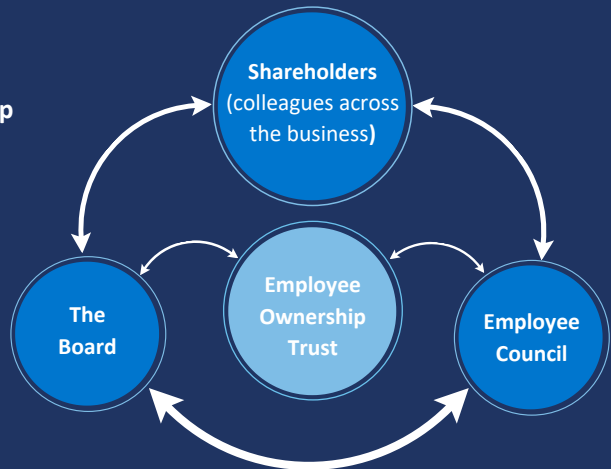 Shareholders
(colleagues across
the business)
p
Employee
Ownership
Trust
The
Board
Employee
Council